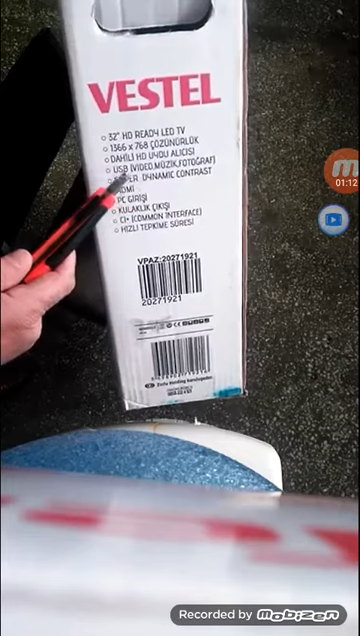 VESTEL
32" HD READY LED TV
1366 x 768 ÇÖZÜNÜRLÜK
DAHİLİ HD UYDU ALICISI
USB (VİDEO,MÜZİK,FOTOĞRAF)
DYNAMIC CONTRAST
PC GİRİŞİ
KULAKLIK ÇIKIŞI
CI+ (COMMON INTERFACE)
HIZLI TEPKİME SÜRESİ
VPAZ:20271921
20271921
01:12
Recorded by mobizen